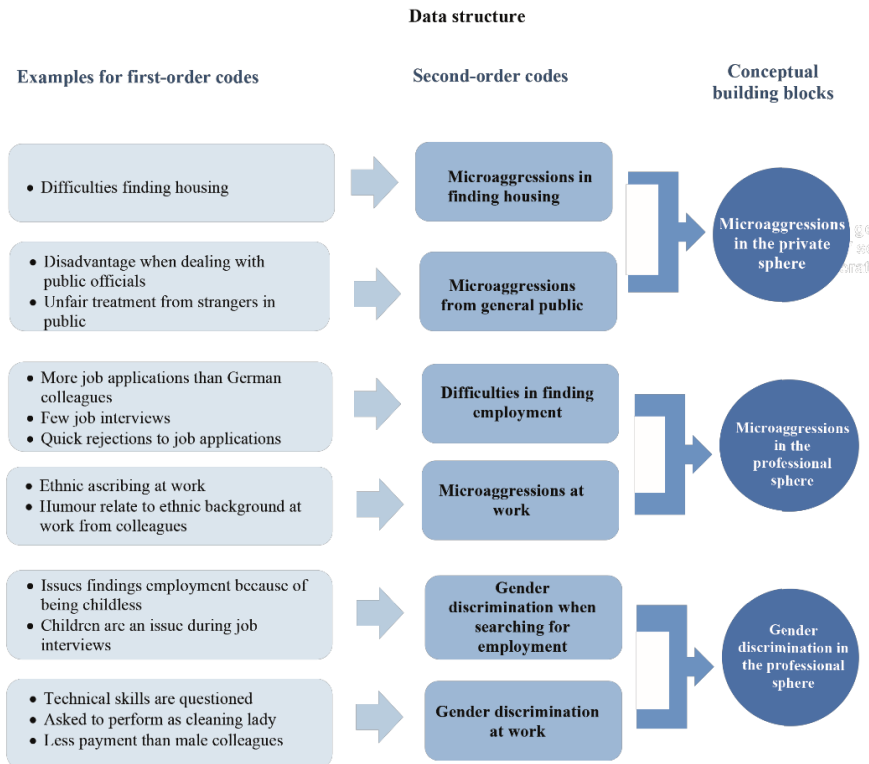 Data structure
Examples for first-order codes
Second-order codes
Conceptual
building blocks
• Difficulties finding housing
Microaggressions in
finding housing
Microaggressions
in the private
sphere
• Disadvantage when dealing with
public officials
• Unfair treatment from strangers in
public
Microaggressions
from general public
• More job applications than German
colleagues
• Few job interviews
• Quick rejections to job applications
Difficulties in finding
employment
Microaggressions
in the
professional
sphere
• Ethnic ascribing at work
• Humour relate to ethnic background at
work from colleagues
Microaggressions at
work
• Issues findings employment because of
being childless
• Children are an issue during job
interviews
Gender
discrimination when
searching for
employment
Gender
discrimination in
the professional
sphere
• Technical skills are questioned
• Asked to perform as cleaning lady
• Less payment than male colleagues
Gender discrimination
at work